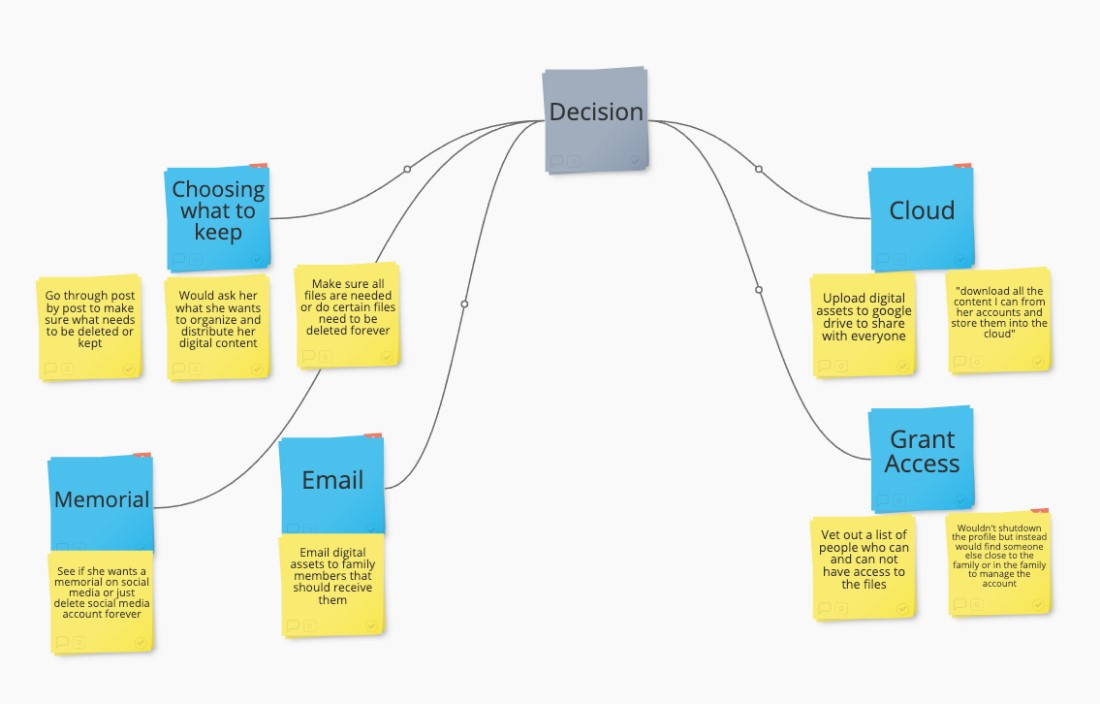 Decision
Choosing
what to
keep
Cloud
Go through post
by post to make
sure what needs
to be deleted or
kept
Would ask her
what she wants
to organize and
distribute her
digital content
Make sure all
files are needed
or do certain files
need to be
deleted forever
Upload digital
assets to google
drive to share
with everyone
"download all the
content I can from
her accounts and
store them into the
cloud"
Memorial
Email
Grant
Access
See if she wants a
memorial on social
media or just
delete social media
account forever
Email digital
assets to family
members that
should receive
them
Vet out a list of
people who can
and can not
have access to
the files
Wouldn't shutdown
the profile but instead
would find someone
else close to the
family or in the family
to manage the
account